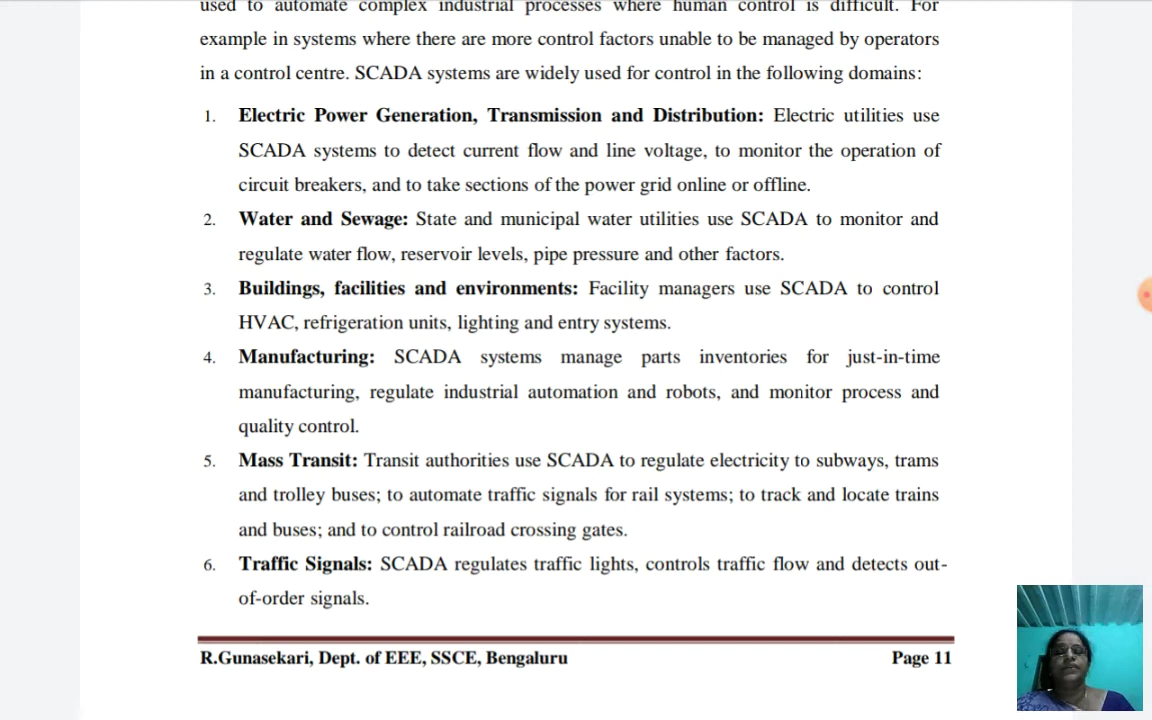 used to automate complex industrial processes where human control is difficult. For
example in systems where there are more control factors unable to be managed by operators
in a control centre. SCADA systems are widely used for control in the following domains:
1. Electric Power Generation, Transmission and Distribution: Electric utilities use
SCADA systems to detect current flow and line voltage, to monitor the operation of
circuit breakers, and to take sections of the power grid online or offline.
2. Water and Sewage: State and municipal water utilities use SCADA to monitor and
regulate water flow, reservoir levels, pipe pressure and other factors.
3. Buildings, facilities and environments: Facility managers use SCADA to control
HVAC, refrigeration units, lighting and entry systems.
4. Manufacturing: SCADA systems manage parts inventories for just-in-time
manufacturing, regulate industrial automation and robots, and monitor process and
quality control.
5. Mass Transit: Transit authorities use SCADA to regulate electricity to subways, trams
and trolley buses; to automate traffic signals for rail systems; to track and locate trains
and buses; and to control railroad crossing gates.
6. Traffic Signals: SCADA regulates traffic lights, controls traffic flow and detects out-
of-order signals.
R.Gunasekari, Dept. of EEE, SSCE, Bengaluru Page 11